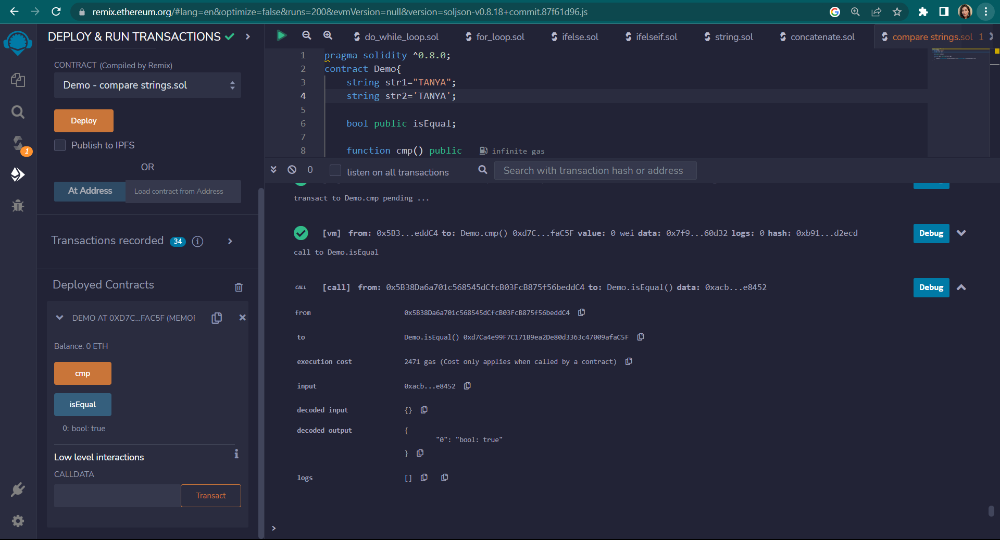 remix.ethereum.org/#lang=en&optimize=false&runs=200&evmVersion=null&version=soljson-v0.8.18+commit.87f61d96.js
DEPLOY & RUN TRANSACTIONS
CONTRACT (Compiled by Remix)
Demo - compare strings.sol
Deploy
Publish to IPFS
OR
At Address Load contract from Address
Transactions recorded 34
Deployed Contracts
DEMO AT 0XD7C...FAC5F (MEMOI
Balance: 0 ETH
cmp
isEqual
0: bool: true
Low level interactions
CALLDATA
Transact
1
do_while_loop.sol for_loop.sol ifelse.sol ifelseif.sol string.sol concatenate.sol compare strings.sol 1
1 pragma solidity ^0.8.0;
2 contract Demo{
3 string str1="TANYA";
4 string str2='TANYA';
5
6 bool public isEqual;
7
8 function cmp() public infinite gas
0 listen on all transactions Search with transaction hash or address
transact to Demo.cmp pending ...
[vm] from: 0x5B3...eddC4 to: Demo.cmp() 0xd7C...faC5F value: 0 wei data: 0x7f9...60d32 logs: 0 hash: 0xb91...d2ecd Debug
call to Demo.isEqual
CALL [call] from: 0x5B38Da6a701c568545dCfcB03FcB875f56beddC4 to: Demo.isEqual() data: 0xacb...e8452 Debug
from 0x5B38Da6a701c568545dCfcB03FcB875f56beddC4
to Demo.isEqual() 0xd7Ca4e99F7C171B9ea2De80d3363c47009afaC5F
execution cost 2471 gas (Cost only applies when called by a contract)
input 0xacb...e8452
decoded input {}
decoded output {
"0": "bool: true"
}
logs []
>